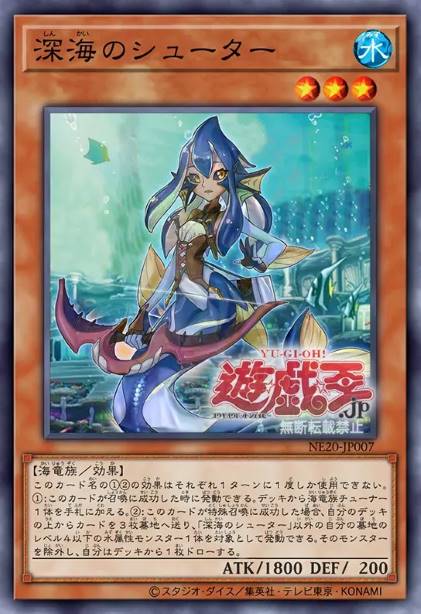 深海のシューター
水
YU-GI-OH!
遊戯王.jp
無断転載禁止
NE20-JP007
【海竜族／効果】
このカード名の①②の効果はそれぞれ１ターンに１度しか使用できない。
①：このカードが召喚に成功した時に発動できる。デッキから海竜族チューナー
１体を手札に加える。②：このカードが特殊召喚に成功した場合、自分のデッキ
の上からカードを３枚墓地へ送り、「深海のシューター」以外の自分の墓地の
レベル４以下の水属性モンスター１体を対象として発動できる。そのモンスター
を除外し、自分はデッキから１枚ドローする。
ATK/1800 DEF/ 200
©スタジオ・ダイス／集英社・テレビ東京・KONAMI